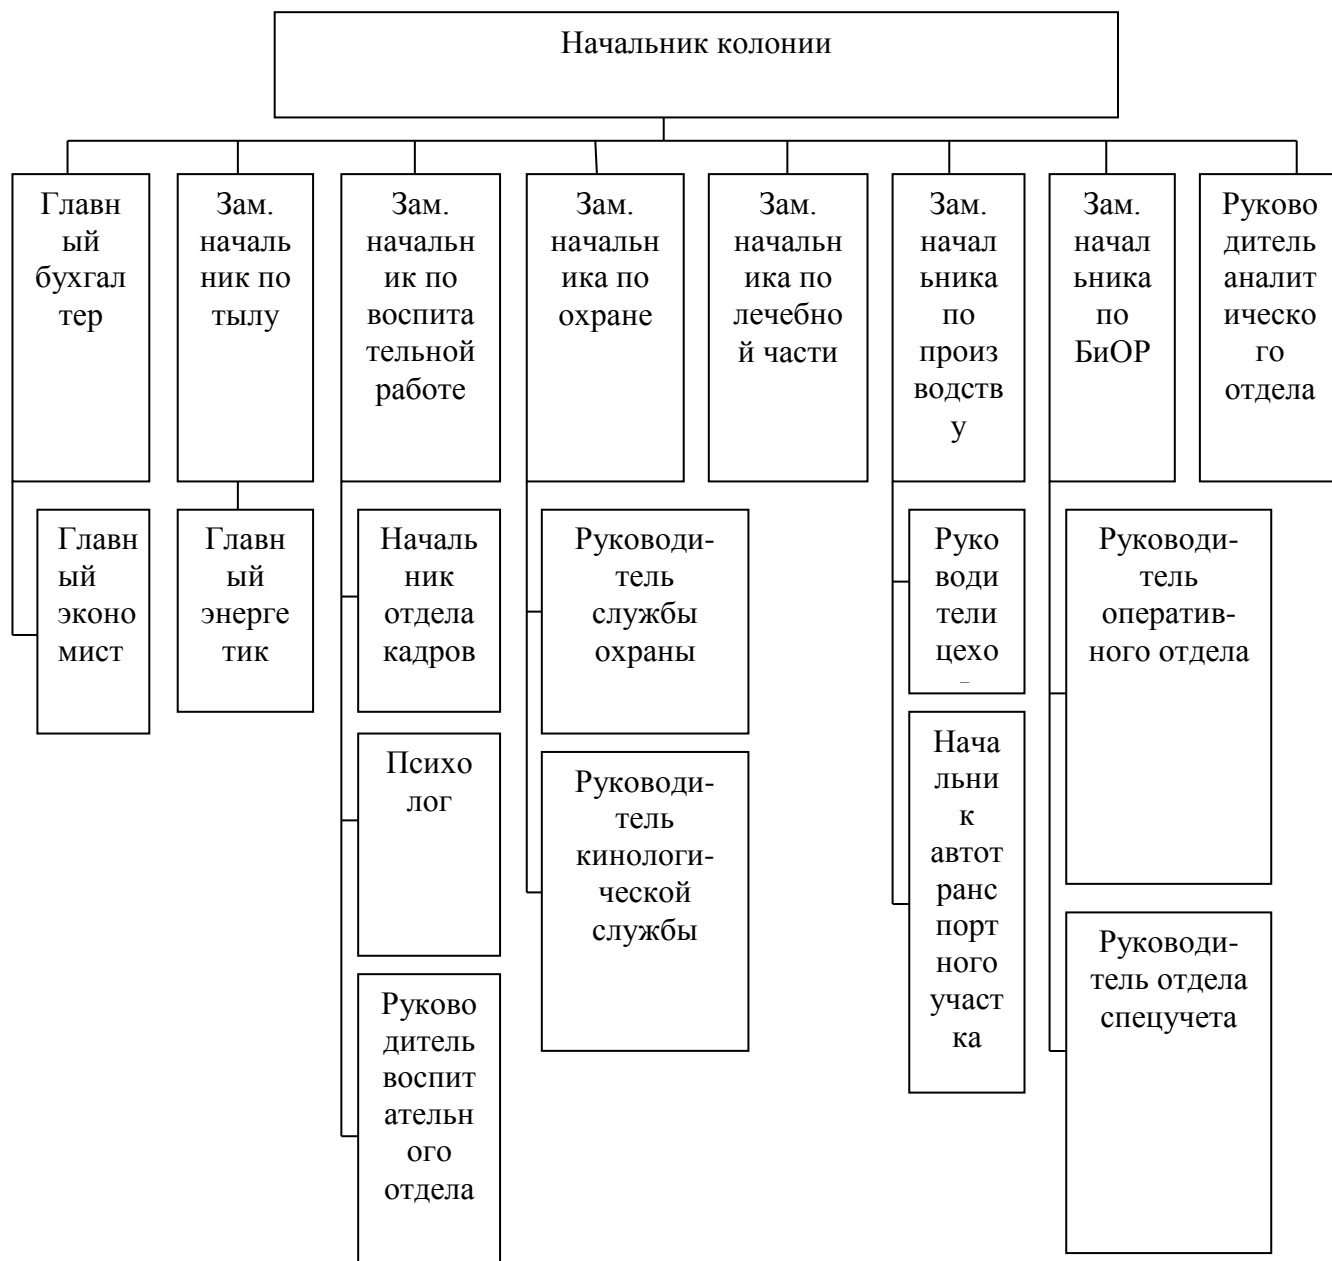 Начальник колонии
Главн
ый
бухгал
тер
Зам.
началь
ник по
тылу
Зам.
начальн
ик по
воспита
тельной
работе
Зам.
начальн
ика по
охране
Зам.
начальн
ика по
лечебно
й части
Зам.
начал
ьника
по
произ
водств
у
Зам.
начал
ьника
по
БиОР
Руково
дитель
аналит
ическо
го
отдела
Главн
ый
эконо
мист
Главн
ый
энерге
тик
Началь
ник
отдела
кадров
Руководи-
тель
службы
охраны
Руко
водит
тели
цехо
Руководи-
тель
оператив-
ного отдела
Психо
лог
Руководи-
тель
кинологи-
ческой
службы
Нача
льни
к
автот
ранс
порт
ного
участ
ка
Руководи-
тель отдела
спецучета
Руково
дитель
воспит
ательн
ого
отдела